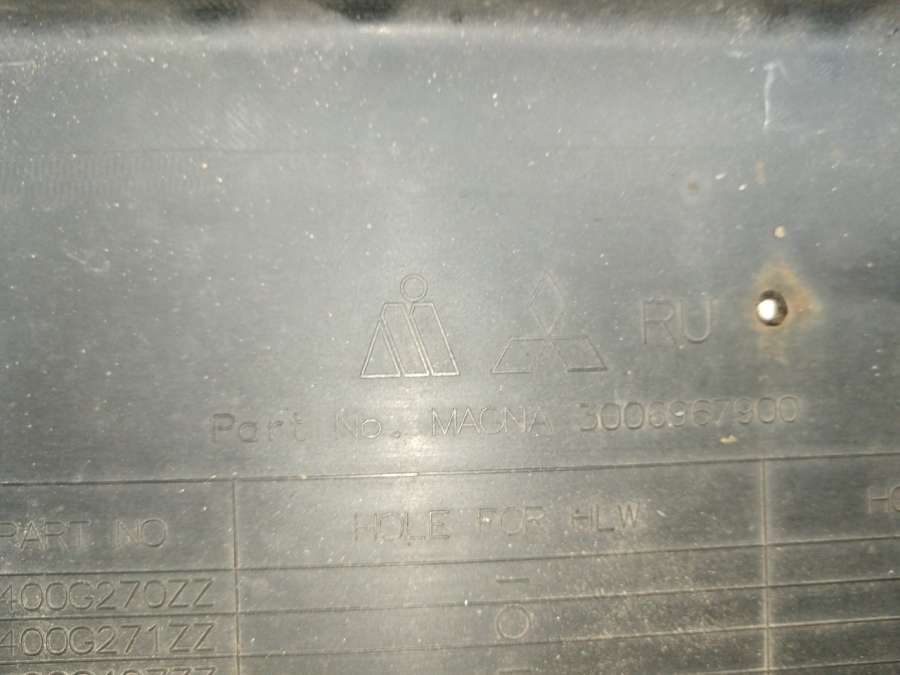 RU
Part No. MAGNA 3006967900
PART NO HOLE FOR HLW
400G270ZZ –
400G271ZZ O